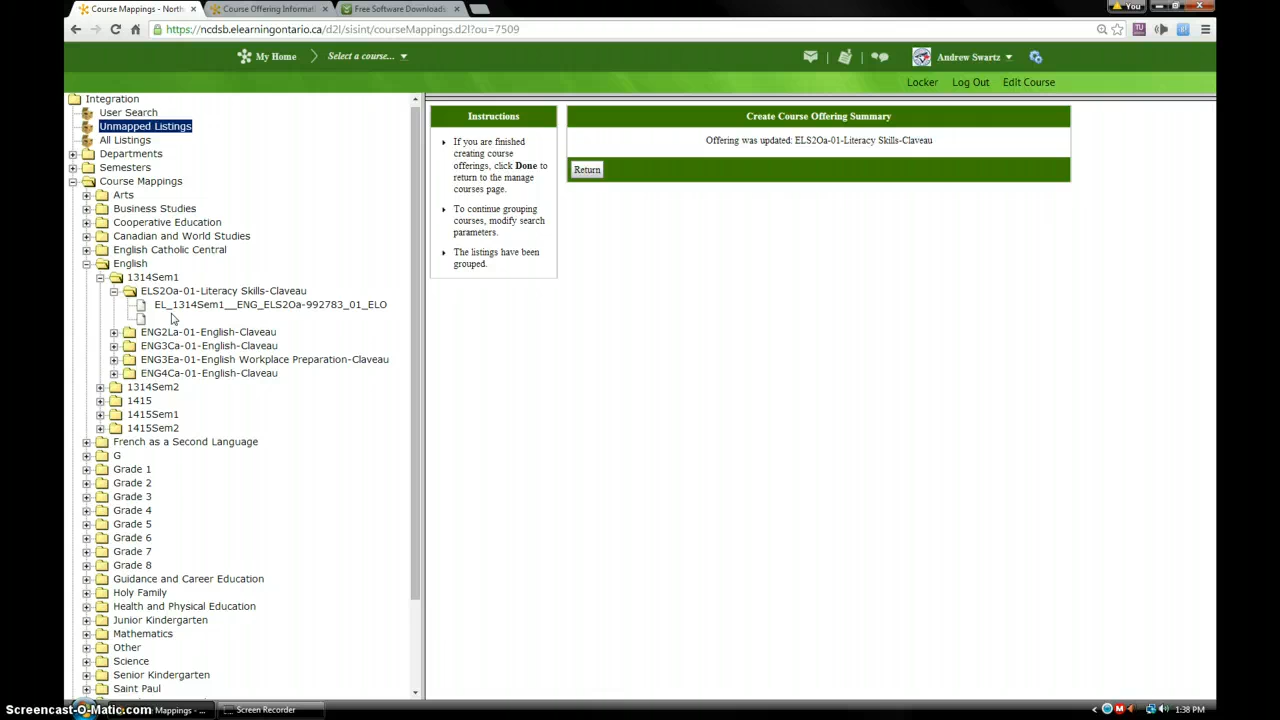 Course Mappings - North
Course Offering Informat
Free Software Downloads
You
https://ncdsb.elearningontario.ca/d2l/sisint/courseMappings.d2l?ou=7509
My Home
Select a course...
Andrew Swartz
Locker
Log Out
Edit Course
Integration
User Search
Unmapped Listings
All Listings
Departments
Semesters
Course Mappings
Arts
Business Studies
Cooperative Education
Canadian and World Studies
English Catholic Central
English
1314Sem1
ELS2Oa-01-Literacy Skills-Claveau
EL_1314Sem1__ENG_ELS2Oa-992783_01_ELO
ENG2La-01-English-Claveau
ENG3Ca-01-English-Claveau
ENG3Ea-01-English Workplace Preparation-Claveau
ENG4Ca-01-English-Claveau
1314Sem2
1415
1415Sem1
1415Sem2
French as a Second Language
G
Grade 1
Grade 2
Grade 3
Grade 4
Grade 5
Grade 6
Grade 7
Grade 8
Guidance and Career Education
Holy Family
Health and Physical Education
Junior Kindergarten
Mathematics
Other
Science
Senior Kindergarten
Saint Paul
Instructions
If you are finished
creating course
offerings, click Done to
return to the manage
courses page.
To continue grouping
courses, modify search
parameters.
The listings have been
grouped.
Create Course Offering Summary
Offering was updated: ELS2Oa-01-Literacy Skills-Claveau
Return
Screencast-O-Matic.com
Mappings - ...
Screen Recorder
1:38 PM